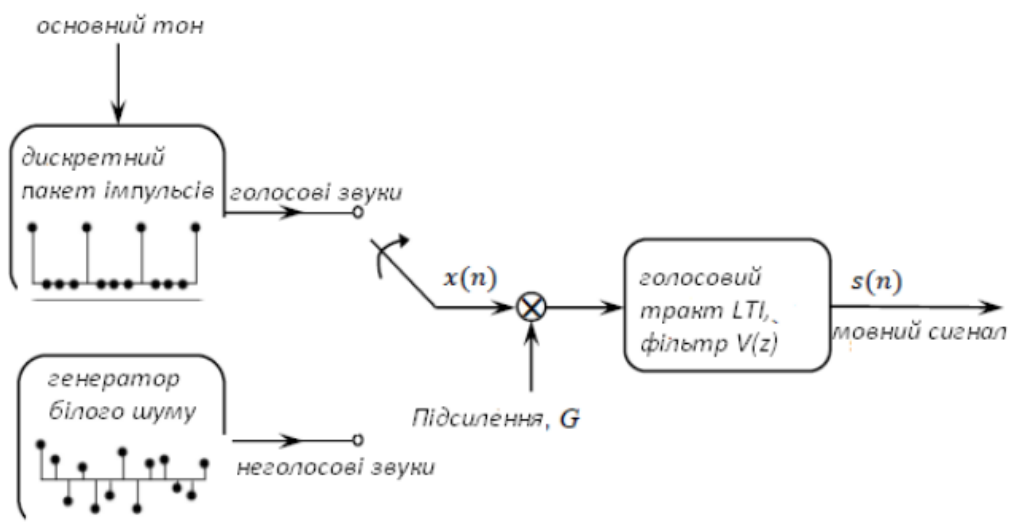 основний тон
дискретний
пакет імпульсів
голосові звуки
x(n)
голосовий
тракт LTI,
фільтр V(z)
s(n)
мовний сигнал
Підсилення, G
генератор
білого шуму
неголосові звуки